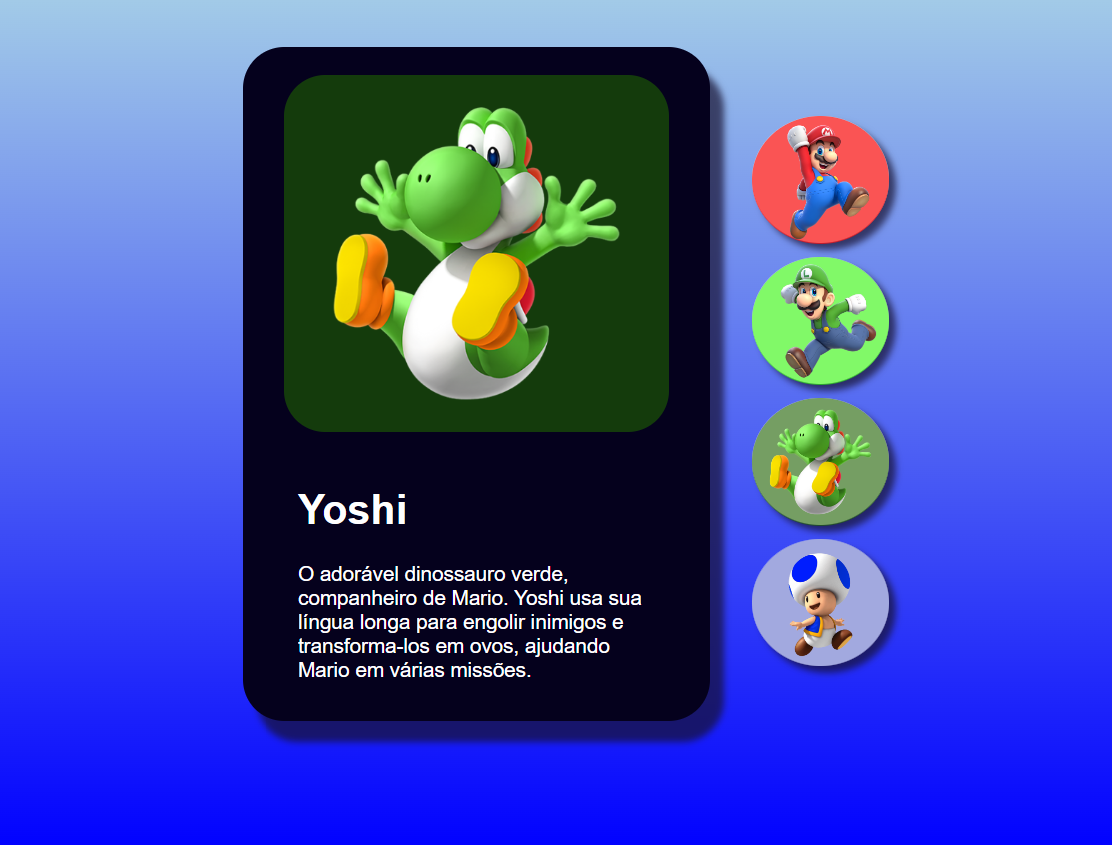 Yoshi
O adorável dinossauro verde,
companheiro de Mario. Yoshi usa sua
língua longa para engolir inimigos e
transforma-los em ovos, ajudando
Mario em várias missões.
M
L